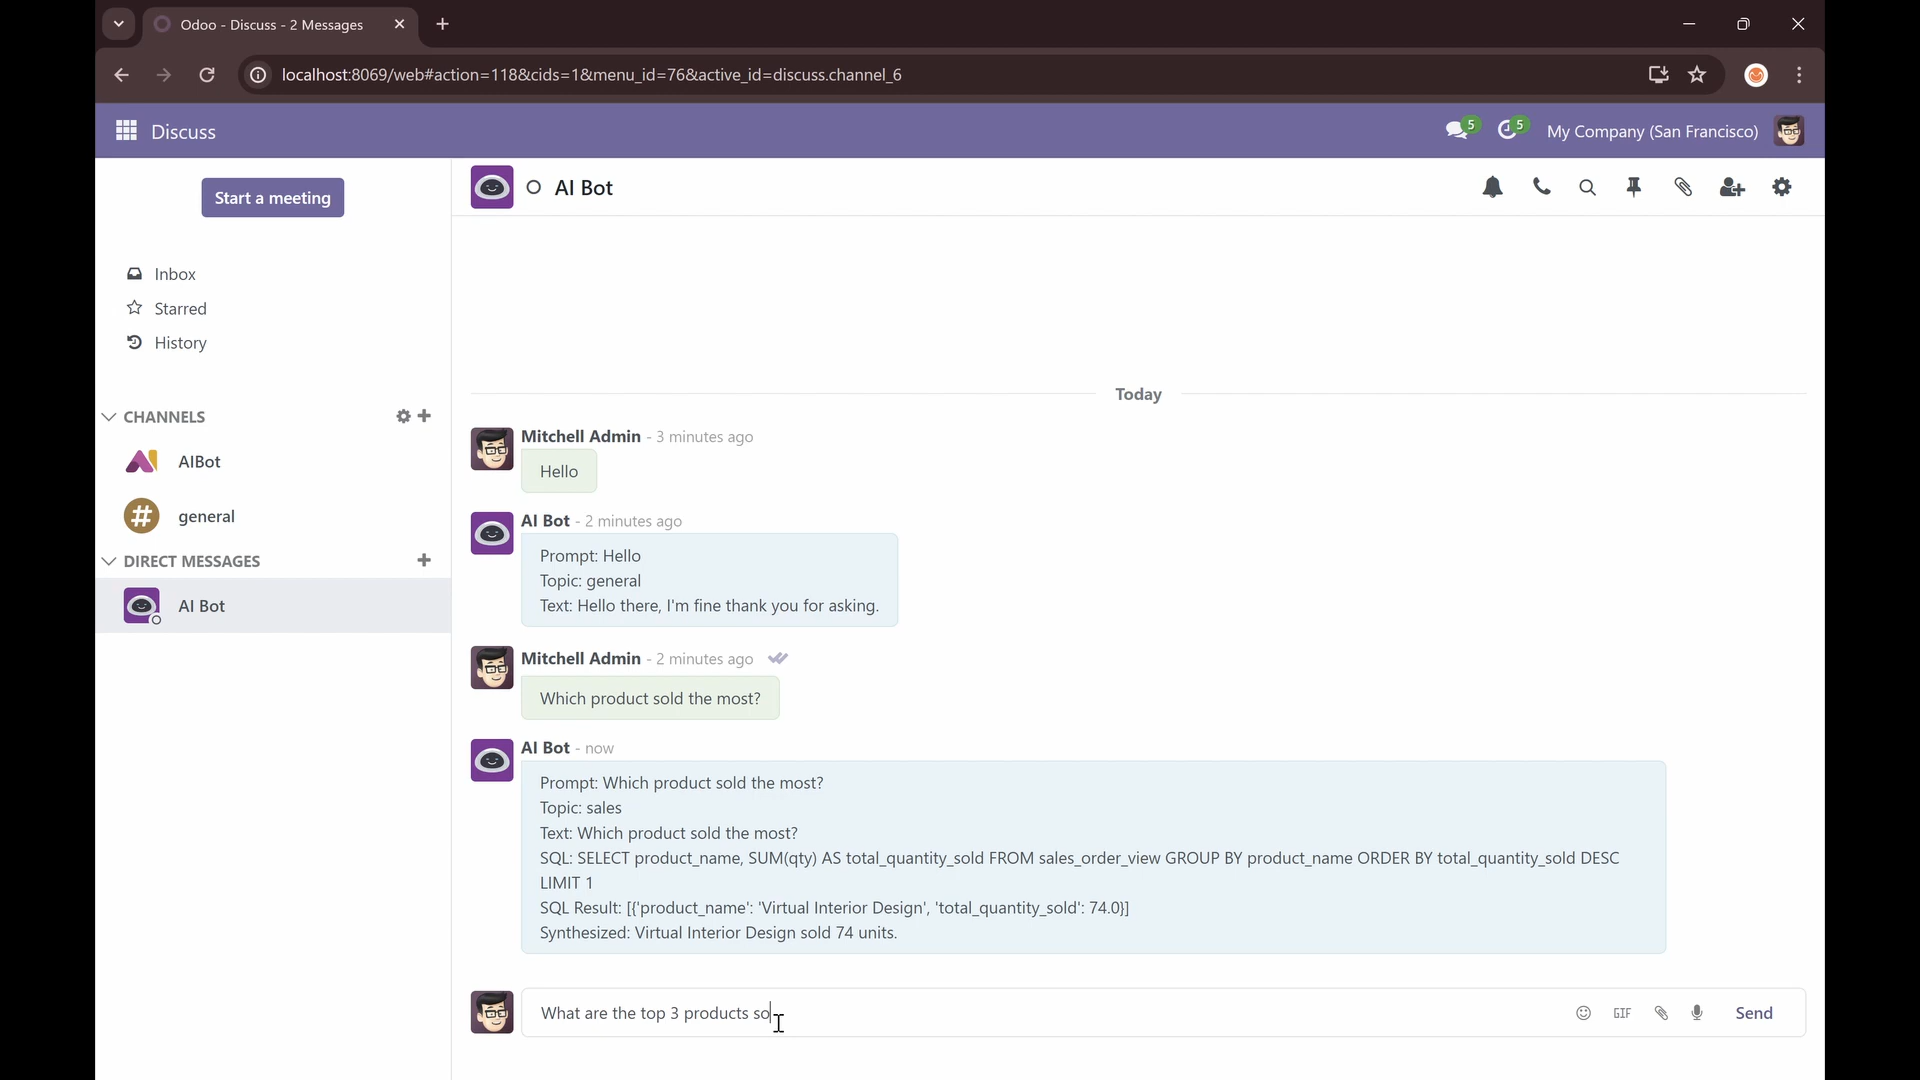 Odoo - Discuss - 2 Messages
localhost:8069/web#action=118&cids=1&menu_id=76&active_id=discuss.channel_6
Discuss
5
5
My Company (San Francisco)
Start a meeting
AI Bot
Inbox
Starred
History
Today
CHANNELS
AIBot
general
DIRECT MESSAGES
AI Bot
Mitchell Admin - 3 minutes ago
Hello
AI Bot - 2 minutes ago
Prompt: Hello
Topic: general
Text: Hello there, I'm fine thank you for asking.
Mitchell Admin - 2 minutes ago
Which product sold the most?
AI Bot - now
Prompt: Which product sold the most?
Topic: sales
Text: Which product sold the most?
SQL: SELECT product_name, SUM(qty) AS total_quantity_sold FROM sales_order_view GROUP BY product_name ORDER BY total_quantity_sold DESC
LIMIT 1
SQL Result: [{'product_name': 'Virtual Interior Design', 'total_quantity_sold': 74.0}]
Synthesized: Virtual Interior Design sold 74 units.
What are the top 3 products so
GIF
Send